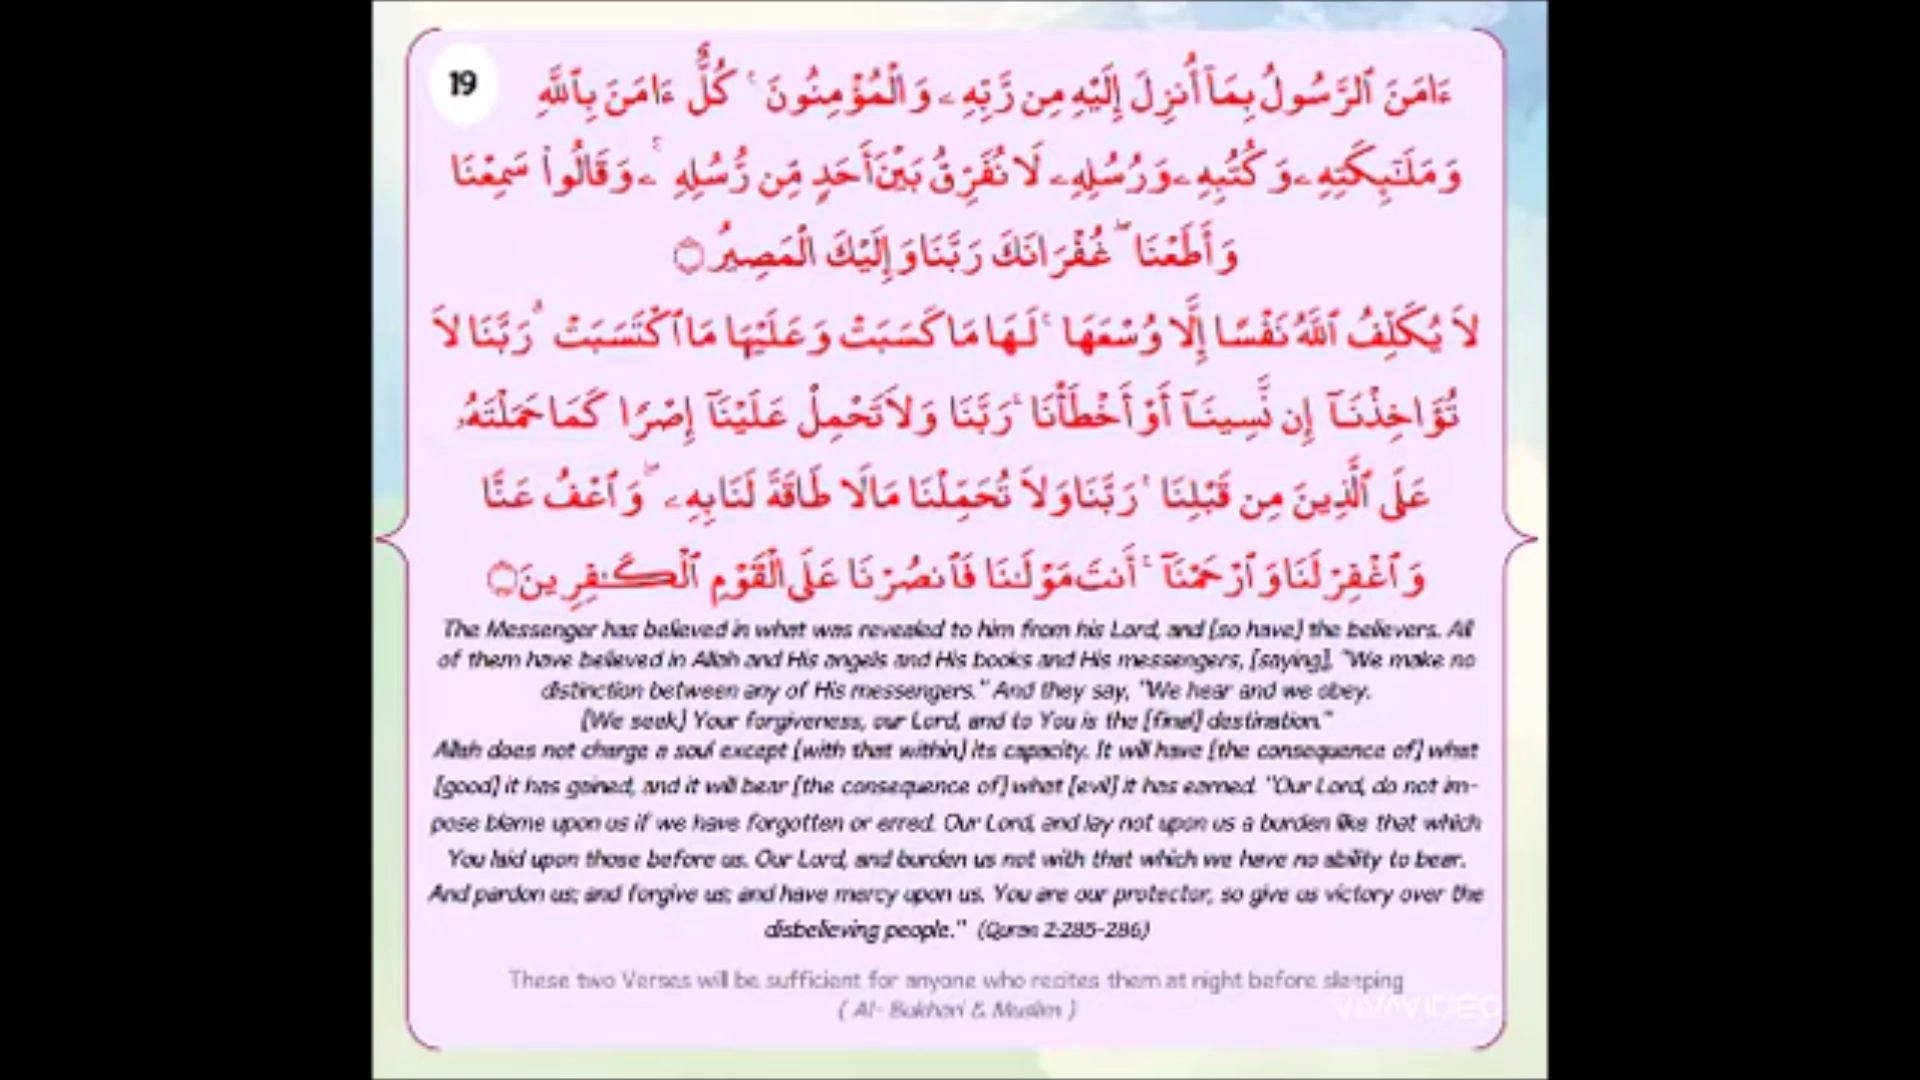 19
ءَامَنَ ٱلرَّسُولُ بِمَآ أُنزِلَ إِلَيْهِ مِن رَّبِّهِۦ وَالْمُؤْمِنُونَ ۚ كُلٌّ ءَامَنَ بِٱللَّهِ
وَمَلَٰٓئِكَتِهِۦ وَكُتُبِهِۦ وَرُسُلِهِۦ لَا نُفَرِّقُ بَيْنَ أَحَدٍ مِّن رُّسُلِهِۦ ۚ وَقَالُوا۟ سَمِعْنَا
وَأَطَعْنَا ۖ غُفْرَانَكَ رَبَّنَا وَإِلَيْكَ الْمَصِيرُ
لَا يُكَلِّفُ ٱللَّهُ نَفْسًا إِلَّا وُسْعَهَا ۚ لَهَا مَا كَسَبَتْ وَعَلَيْهَا مَا ٱكْتَسَبَتْ ۗ رَبَّنَا لَا
تُؤَاخِذْنَآ إِن نَّسِينَآ أَوْ أَخْطَأْنَا ۚ رَبَّنَا وَلَا تَحْمِلْ عَلَيْنَآ إِصْرًا كَمَا حَمَلْتَهُۥ
عَلَى الَّذِينَ مِن قَبْلِنَا ۚ رَبَّنَا وَلَا تُحَمِّلْنَا مَالَا طَاقَةَ لَنَا بِهِۦ ۖ وَٱعْفُ عَنَّا
وَٱغْفِرْ لَنَا وَٱرْحَمْنَآ ۚ أَنتَ مَوْلَىٰنَا فَٱنصُرْنَا عَلَى الْقَوْمِ ٱلْكَٰفِرِينَ
The Messenger has believed in what was revealed to him from his Lord, and [so have] the believers. All
of them have believed in Allah and His angels and His books and His messengers, [saying], "We make no
distinction between any of His messengers." And they say, "We hear and we obey.
[We seek] Your forgiveness, our Lord, and to You is the [final] destination."
Allah does not charge a soul except [with that within] its capacity. It will have [the consequence of] what
[good] it has gained, and it will bear [the consequence of] what [evil] it has earned. "Our Lord, do not im-
pose blame upon us if we have forgotten or erred. Our Lord, and lay not upon us a burden like that which
You laid upon those before us. Our Lord, and burden us not with that which we have no ability to bear.
And pardon us; and forgive us; and have mercy upon us. You are our protector, so give us victory over the
disbelieving people." (Quran 2:285-286)
These two Verses will be sufficient for anyone who recites them at night before sleeping
( Al- Bukhari & Muslim )
VIVAVIDEO